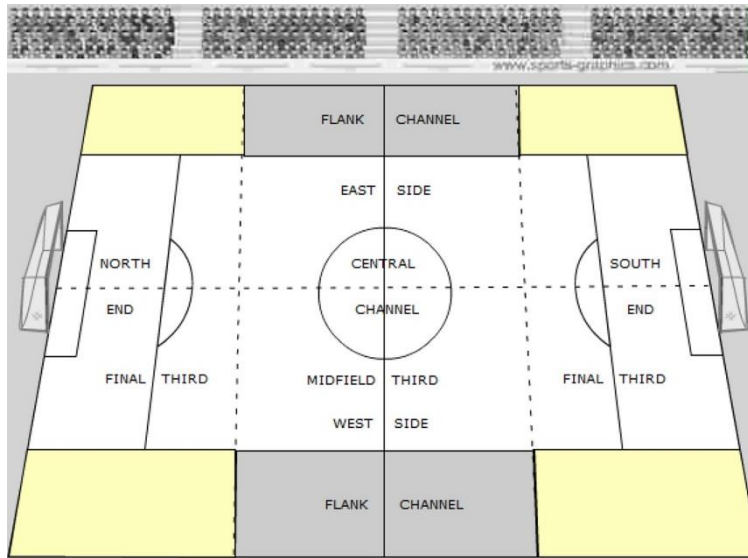 www.sports-graphics.com
FLANK CHANNEL
EAST SIDE
NORTH CENTRAL SOUTH
END CHANNEL END
FINAL THIRD MIDFIELD THIRD FINAL THIRD
WEST SIDE
FLANK CHANNEL